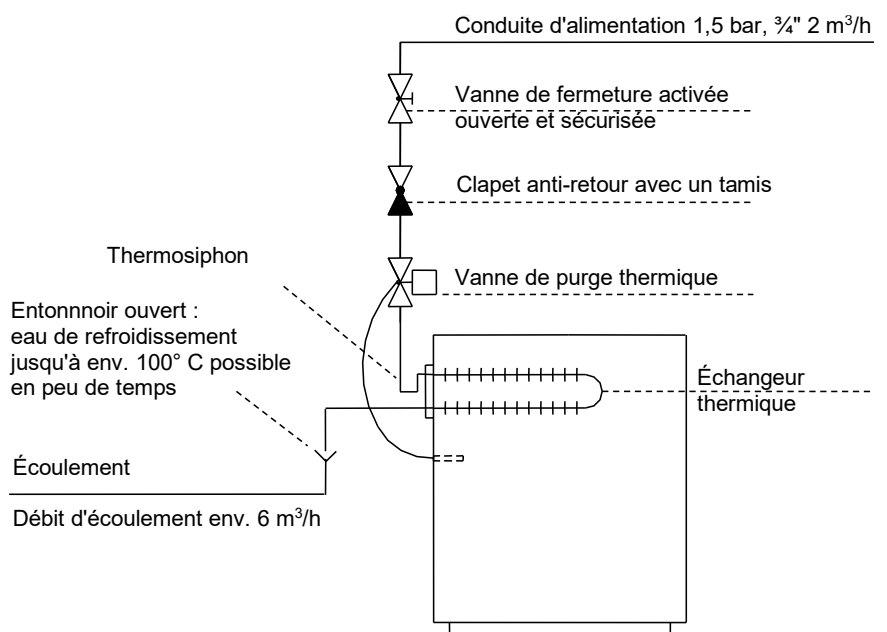 Conduite d'alimentation 1,5 bar, ¾" 2 m³/h
Vanne de fermeture activée
ouverte et sécurisée
Clapet anti-retour avec un tamis
Thermosiphon
Vanne de purge thermique
Entonnnoir ouvert :
eau de refroidissement
jusqu'à env. 100° C possible
en peu de temps
Échangeur
thermique
Écoulement
Débit d'écoulement env. 6 m³/h